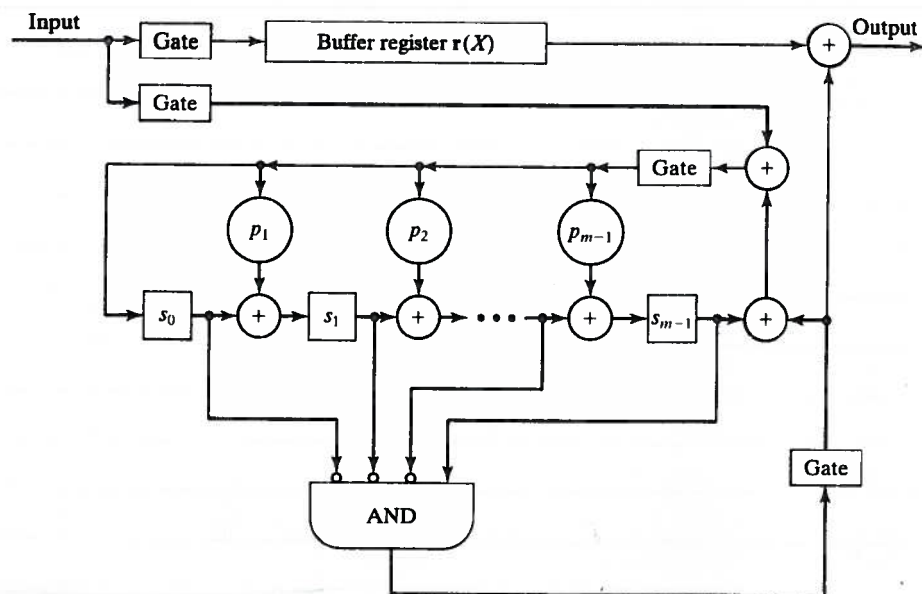 Input
Gate
Buffer register r(X)
+
Output
Gate
+
Gate
p₁
p₂
pₘ₋₁
s₀
+
s₁
+
+
sₘ₋₁
+
Gate
AND